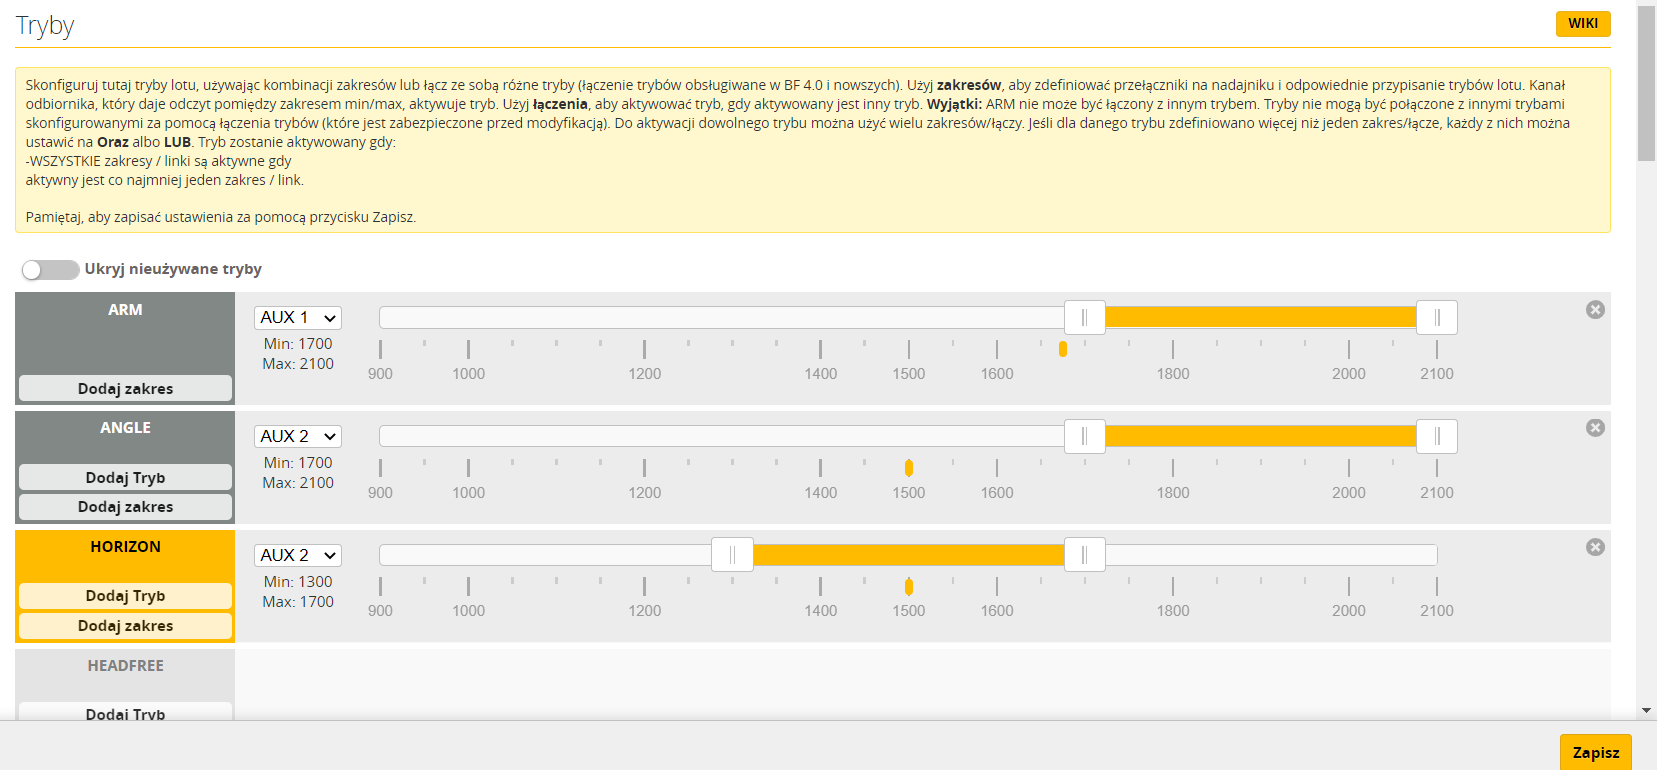 Tryby
WIKI
Skonfiguruj tutaj tryby lotu, używając kombinacji zakresów lub łącz ze sobą różne tryby (łączenie trybów obsługiwane w BF 4.0 i nowszych). Użyj zakresów, aby zdefiniować przełączniki na nadajniku i odpowiednie przypisanie trybów lotu. Kanał
odbiornika, który daje odczyt pomiędzy zakresem min/max, aktywuje tryb. Użyj łączenia, aby aktywować tryb, gdy aktywowany jest inny tryb. Wyjątki: ARM nie może być łączony z innym trybem. Tryby nie mogą być połączone z innymi trybami
skonfigurowanymi za pomocą łączenia trybów (które jest zabezpieczone przed modyfikacją). Do aktywacji dowolnego trybu można użyć wielu zakresów/łączy. Jeśli dla danego trybu zdefiniowano więcej niż jeden zakres/łącze, każdy z nich można
ustawić na Oraz albo LUB. Tryb zostanie aktywowany gdy:
-WSZYSTKIE zakresy / linki są aktywne gdy
aktywny jest co najmniej jeden zakres / link.
Pamiętaj, aby zapisać ustawienia za pomocą przycisku Zapisz.
Ukryj nieużywane tryby
ARM
Dodaj zakres
AUX 1
Min: 1700
Max: 2100
900 1000 1200 1400 1500 1600 1800 2000 2100
ANGLE
Dodaj Tryb
Dodaj zakres
AUX 2
Min: 1700
Max: 2100
900 1000 1200 1400 1500 1600 1800 2000 2100
HORIZON
Dodaj Tryb
Dodaj zakres
AUX 2
Min: 1300
Max: 1700
900 1000 1200 1400 1500 1600 1800 2000 2100
HEADFREE
Dodaj Tryb
Zapisz